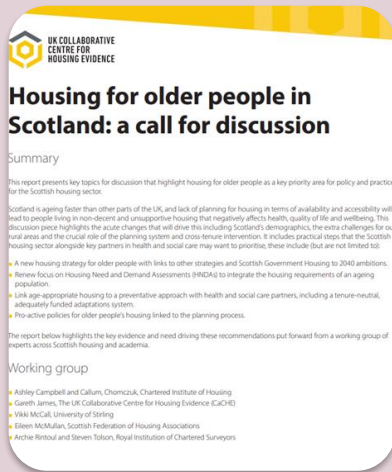 UK COLLABORATIVE
CENTRE FOR
HOUSING EVIDENCE
Housing for older people in
Scotland: a call for discussion
Summary
This report presents key topics for discussion that highlight housing for older people as a key priority area for policy and practice
for the Scottish housing sector.
Scotland is ageing faster than other parts of the UK, and lack of planning for housing in terms of availability and accessibility will
lead to people living in non-decent and unsupportive housing that negatively affects health, quality of life and wellbeing. This
discussion piece highlights the acute changes that will drive this including Scotland's demographics, the extra challenges for our
rural areas and the crucial role of the planning system and cross-tenure intervention. It includes practical steps that the Scottish
housing sector alongside key partners in health and social care may want to prioritise, these include (but are not limited to):
A new housing strategy for older people with links to other strategies and Scottish Government Housing to 2040 ambitions.
Renew focus on Housing Need and Demand Assessments (HNDAs) to integrate the housing requirements of an ageing
population.
Link age-appropriate housing to a preventative approach with health and social care partners, including a tenure-neutral,
adequately funded adaptations system.
Pro-active policies for older people's housing linked to the planning process.
The report below highlights the key evidence and need driving these recommendations put forward from a working group of
experts across Scottish housing and academia.
Working group
Ashley Campbell and Callum, Chomczuk, Chartered Institute of Housing
Gareth James, The UK Collaborative Centre for Housing Evidence (CaCHE)
Vikki McCall, University of Stirling
Eileen McMullan, Scottish Federation of Housing Associations
Archie Rintoul and Steven Tolson, Royal Institution of Chartered Surveyors